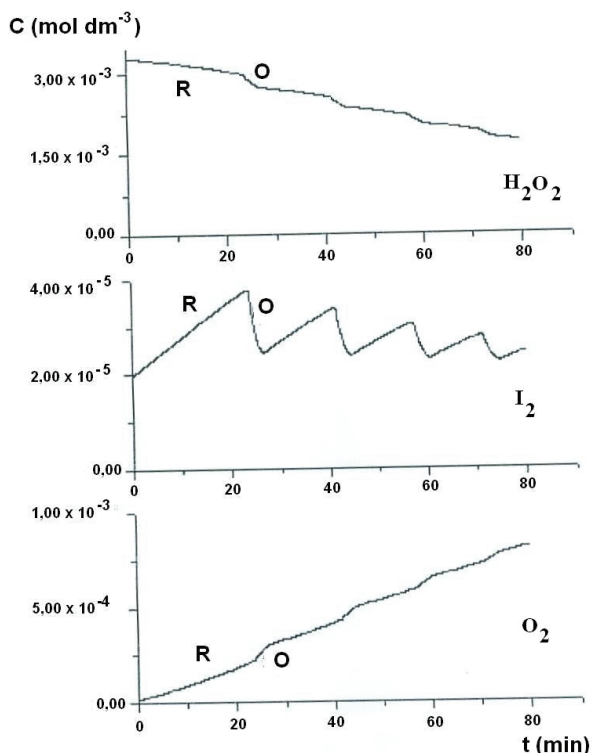 C (mol dm-3)
3,00 x 10-3
R
O
1,50 x 10-3
H2O2
0,00
0 20 40 60 80
4,00 x 10-5
R
O
2,00 x 10-5
I2
0,00
0 20 40 60 80
1,00 x 10-3
5,00 x 10-4
R
O
O2
0,00
0 20 40 60 80
t (min)